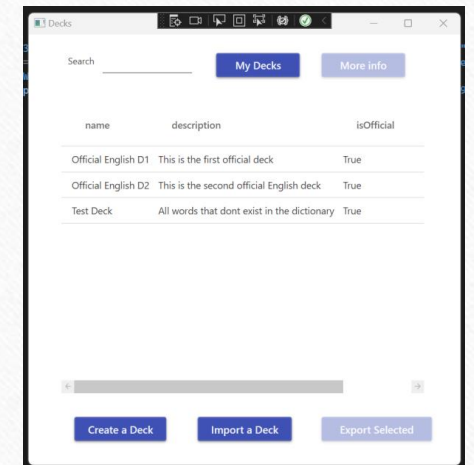 Decks
Search
My Decks
More info
name description isOfficial
Official English D1 This is the first official deck True
Official English D2 This is the second official English deck True
Test Deck All words that dont exist in the dictionary True
Create a Deck
Import a Deck
Export Selected